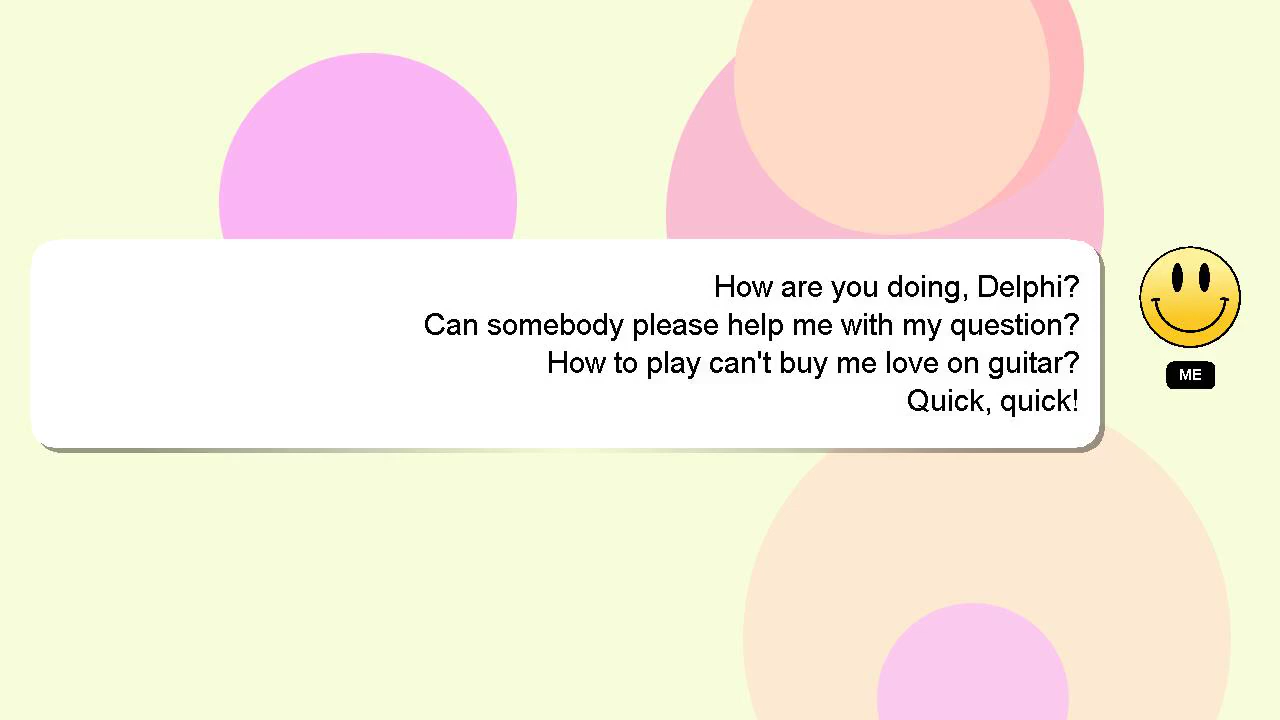 How are you doing, Delphi?
Can somebody please help me with my question?
How to play can't buy me love on guitar?
Quick, quick!
ME